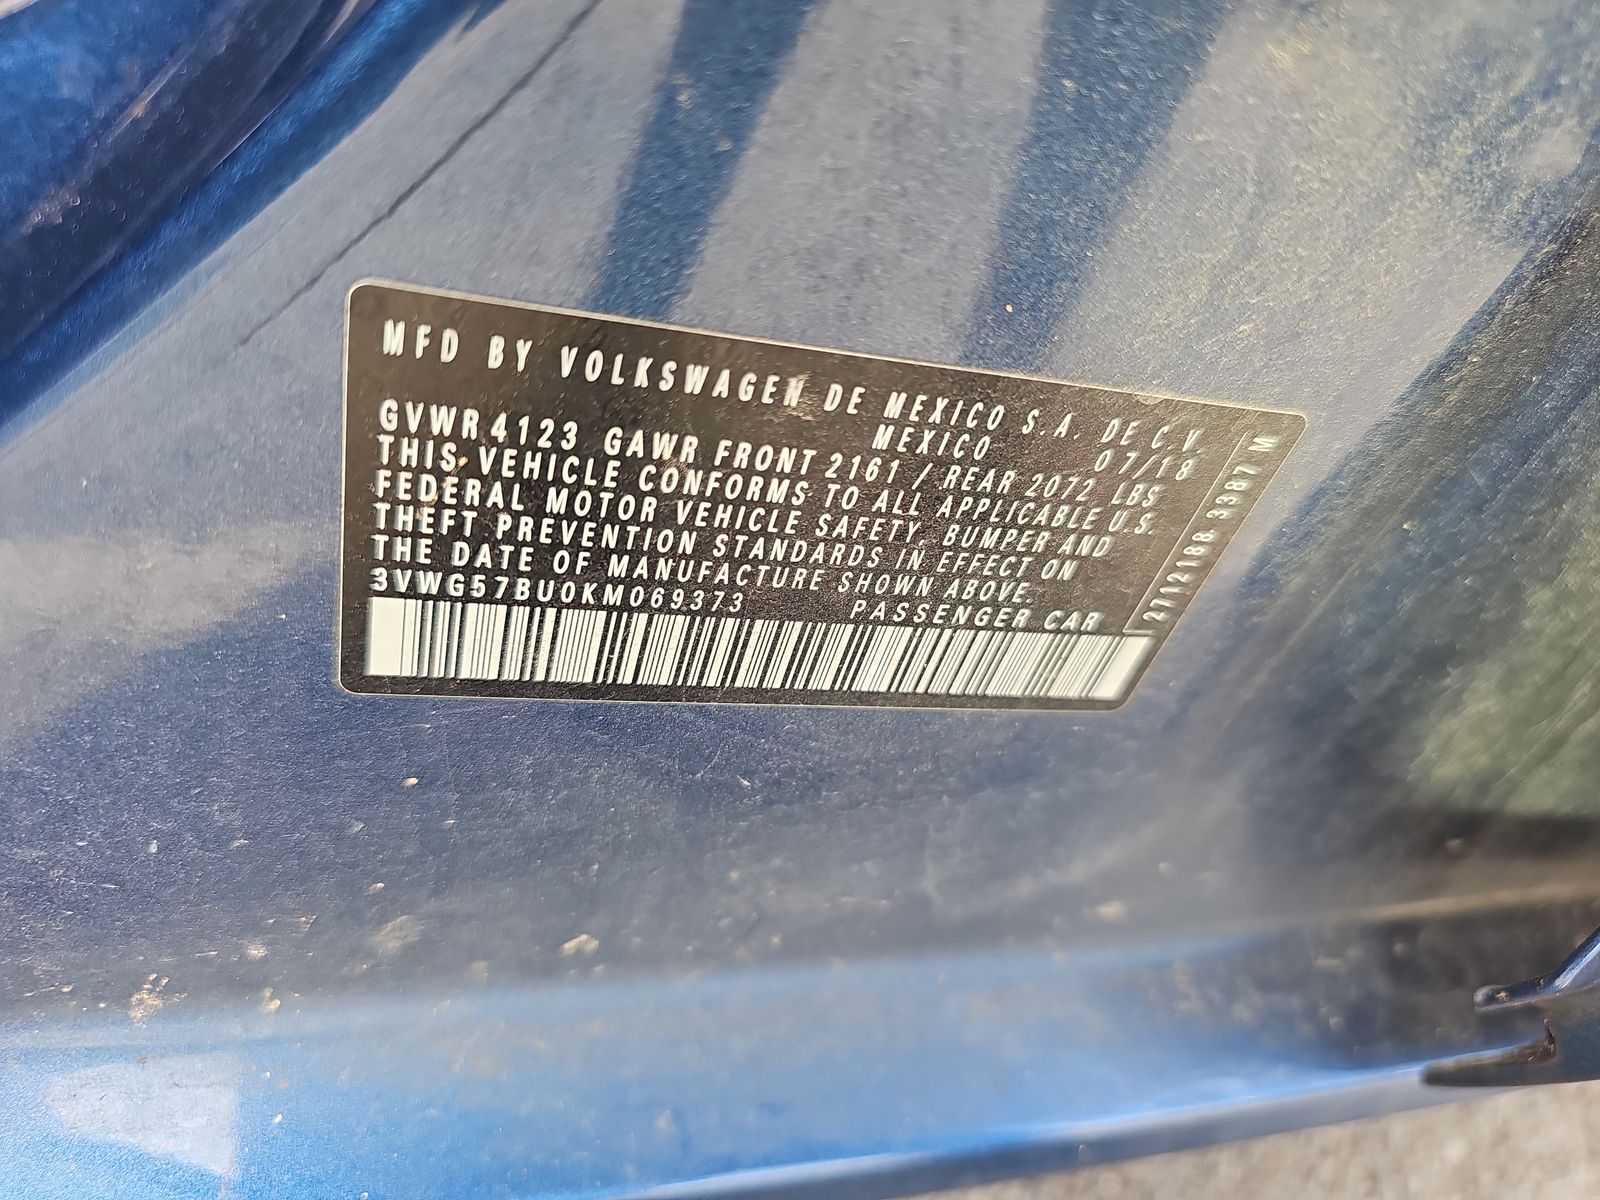 MFD BY VOLKSWAGEN DE MEXICO S.A. DE C.V.
MEXICO 07/18
GVWR 4123 GAWR FRONT 2161 / REAR 2072 LBS
THIS VEHICLE CONFORMS TO ALL APPLICABLE U.S.
FEDERAL MOTOR VEHICLE SAFETY, BUMPER AND
THEFT PREVENTION STANDARDS IN EFFECT ON
THE DATE OF MANUFACTURE SHOWN ABOVE.
3VWG57BU0KM069373 PASSENGER CAR
2712188 3387 M